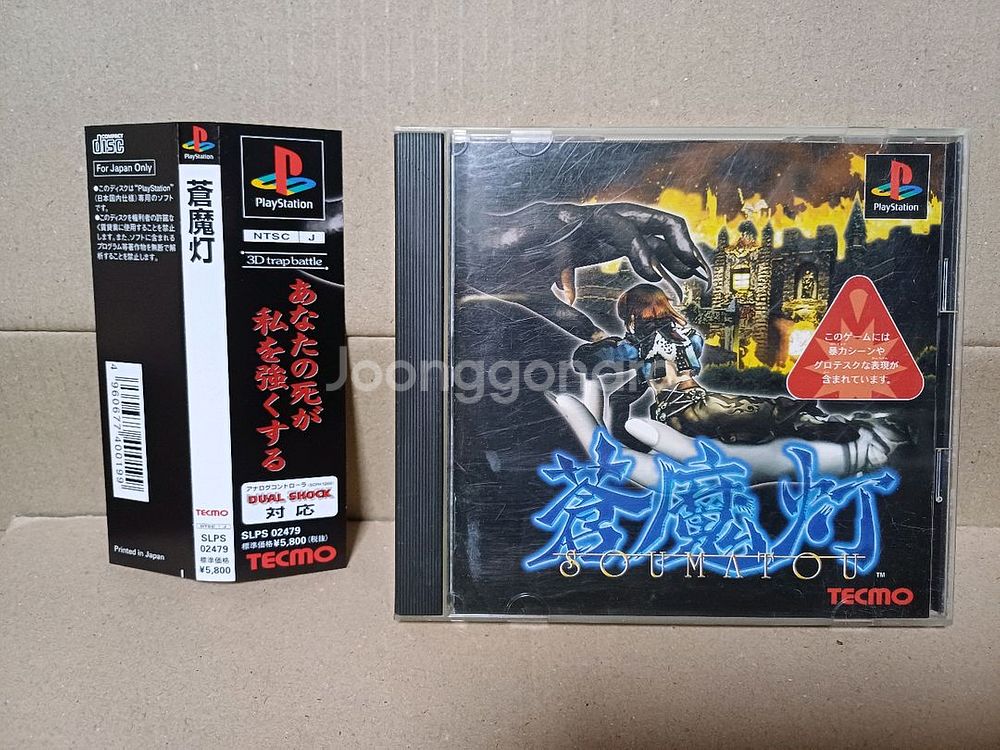 COMPACT
disc
For Japan Only
●このディスクは"PlayStation"
(日本国内仕様)専用のソフト
です。
●このディスクを権利者の許諾な
く賃貸業に使用することを禁止
します。また、ソフトに含まれる
プログラム等著作物を無断で解
析することを禁止します。
4960677400199
Printed in Japan
PlayStation
蒼魔灯
TECMO
NTSC J
SLPS
02479
標準価格
¥5,800
PlayStation
NTSC J
3D trap battle
あなたの死が
私を強くする
アナログコントローラ(SCPH-1200)
DUAL SHOCK
対応
SLPS 02479
標準価格¥5,800(税抜)
TECMO
Joonggonara
PlayStation
このゲームには
暴力シーンや
グロテスクな表現が
含まれています。
蒼魔灯
SOUMATOU
TM
TECMO